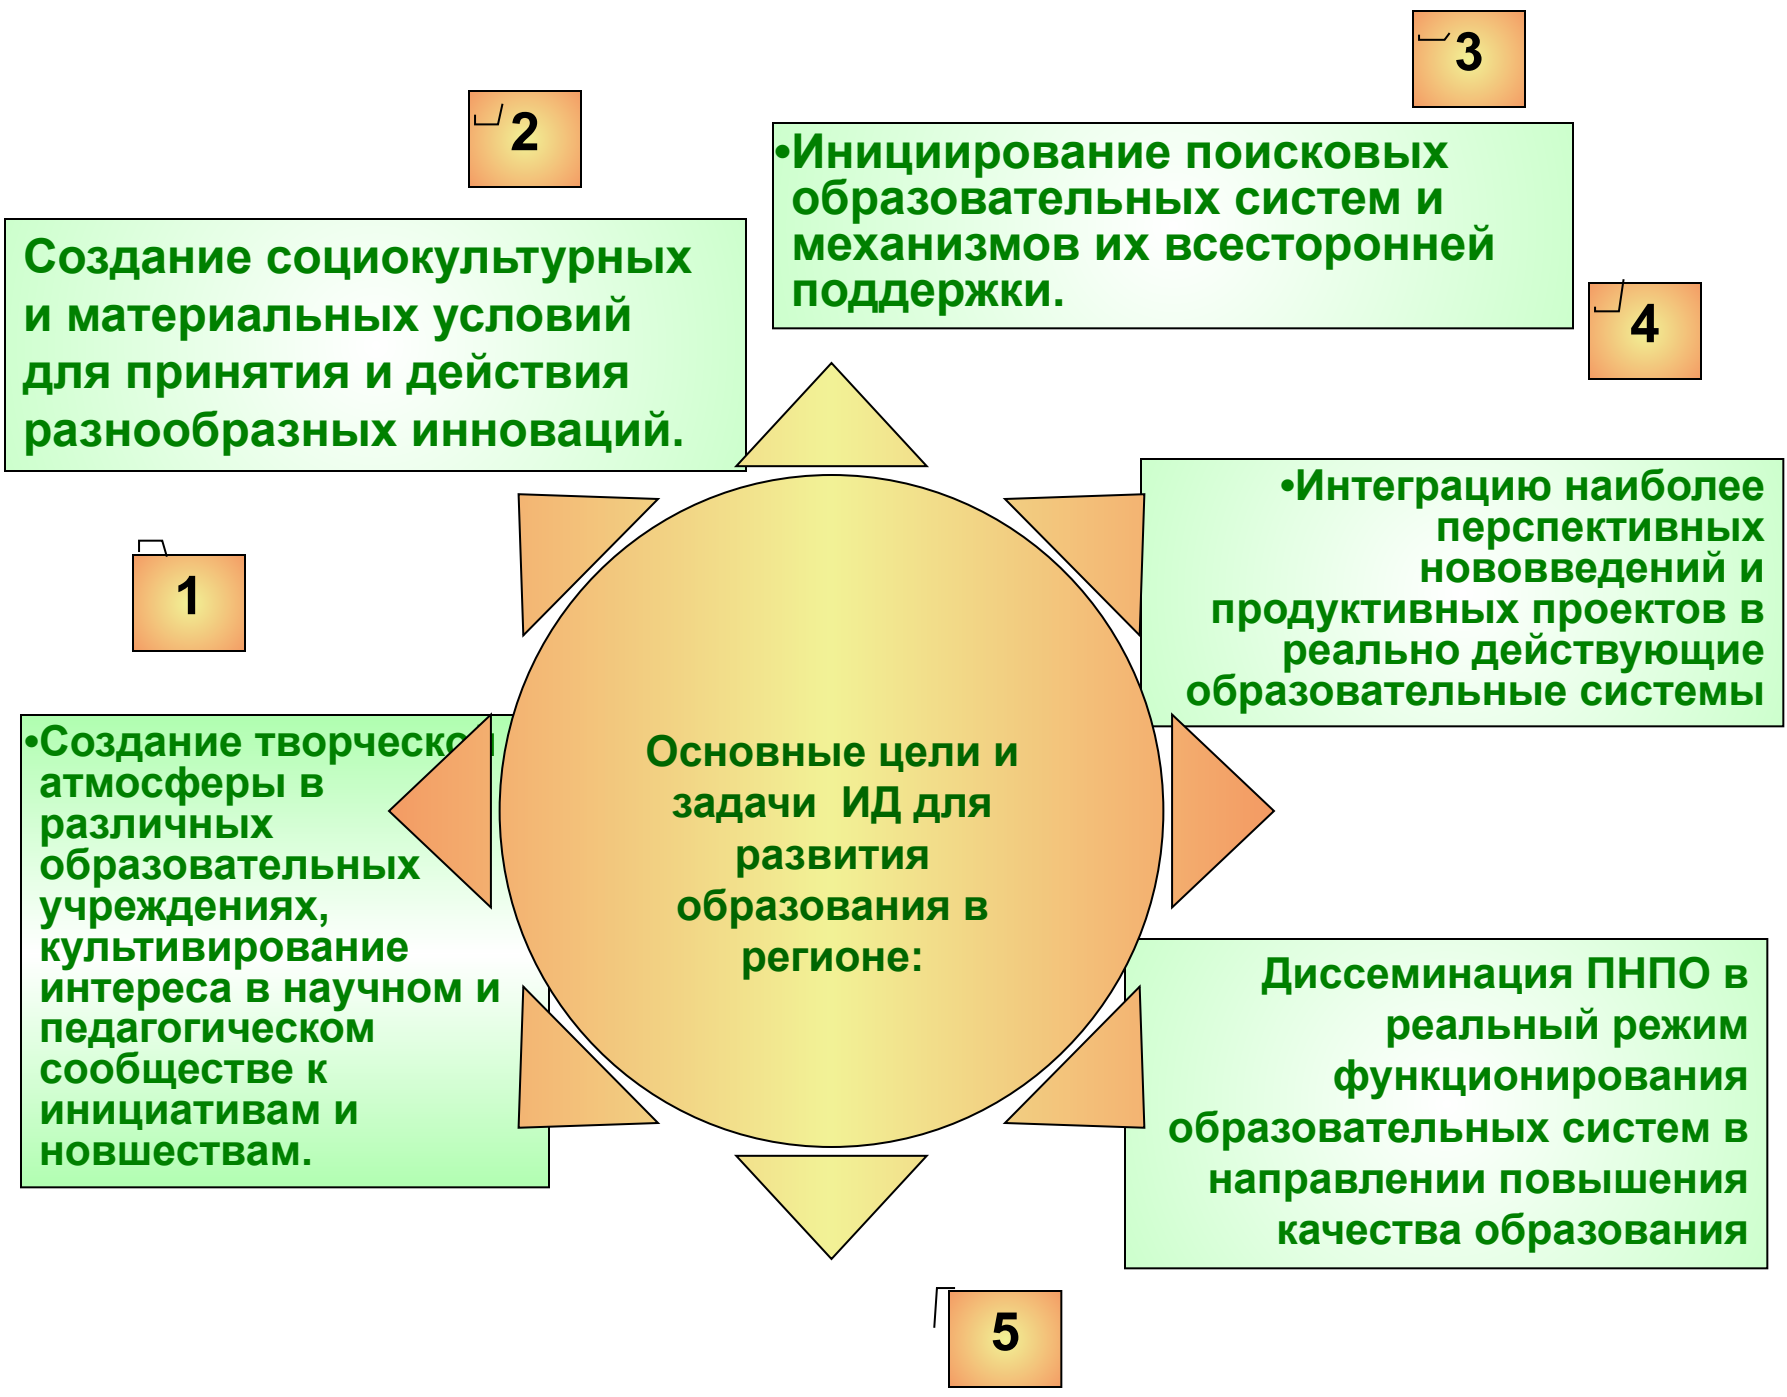 3
2
•Инициирование поисковых
образовательных систем и
механизмов их всесторонней
поддержки.
Создание социокультурных
и материальных условий
для принятия и действия
разнообразных инноваций.
4
•Интеграцию наиболее
перспективных
нововведений и
продуктивных проектов в
реально действующие
образовательные системы
1
•Создание творческой
атмосферы в
различных
образовательных
учреждениях,
культивирование
интереса в научном и
педагогическом
сообществе к
инициативам и
новшествам.
Основные цели и
задачи ИД для
развития
образования в
регионе:
Диссеминация ПНПО в
реальный режим
функционирования
образовательных систем в
направлении повышения
качества образования
5